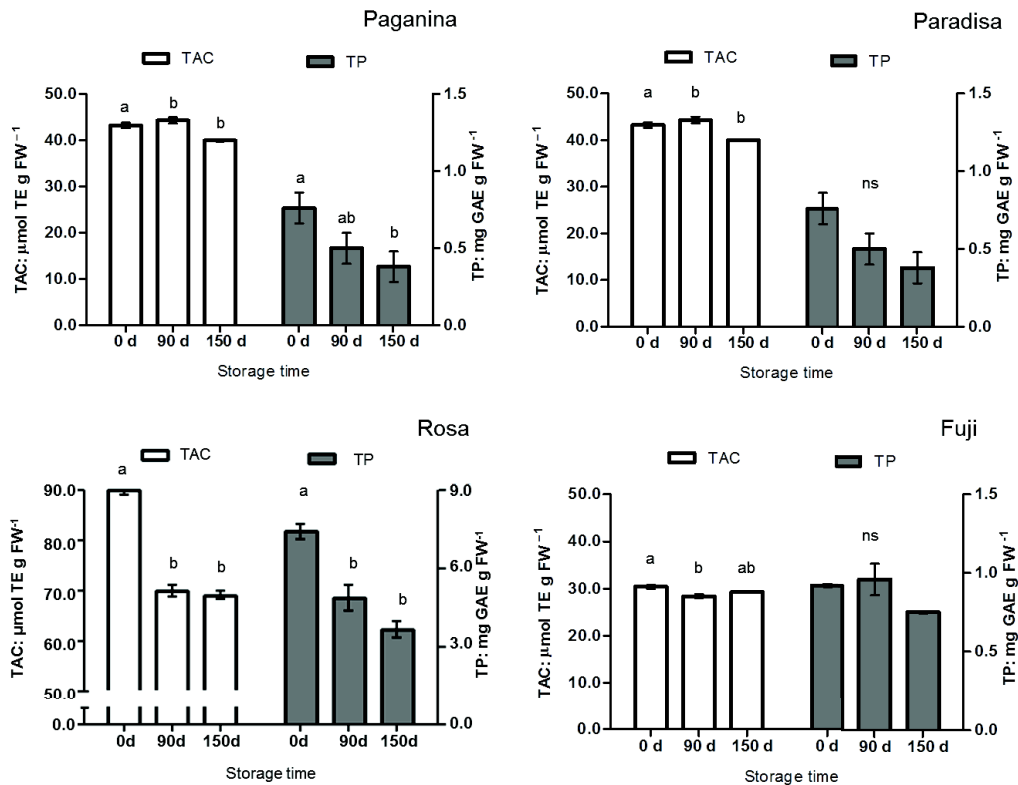 Paganina
TAC
TP
TAC: μmol TE g FW⁻¹
50.0
40.0
30.0
20.0
10.0
0.0
a
b
b
a
ab
b
1.5
1.0
0.5
0.0
TP: mg GAE g FW⁻¹
0 d 90 d 150 d 0 d 90 d 150 d
Storage time
Paradisa
TAC
TP
TAC: μmol TE g FW⁻¹
50.0
40.0
30.0
20.0
10.0
0.0
a
b
b
ns
1.5
1.0
0.5
0.0
TP: mg GAE g FW⁻¹
0 d 90 d 150 d 0 d 90 d 150 d
Storage time
Rosa
TAC
TP
TAC: μmol TE g FW⁻¹
90.0
80.0
70.0
60.0
50.0
0.0
a
b
b
a
b
b
9.0
6.0
3.0
0.0
TP: mg GAE g FW⁻¹
0d 90d 150d 0d 90d 150d
Storage time
Fuji
TAC
TP
TAC: μmol TE g FW⁻¹
50.0
40.0
30.0
20.0
10.0
0.0
a
b
ab
ns
1.5
1.0
0.5
0.0
TP: mg GAE g FW⁻¹
0 d 90 d 150 d 0 d 90 d 150 d
Storage time